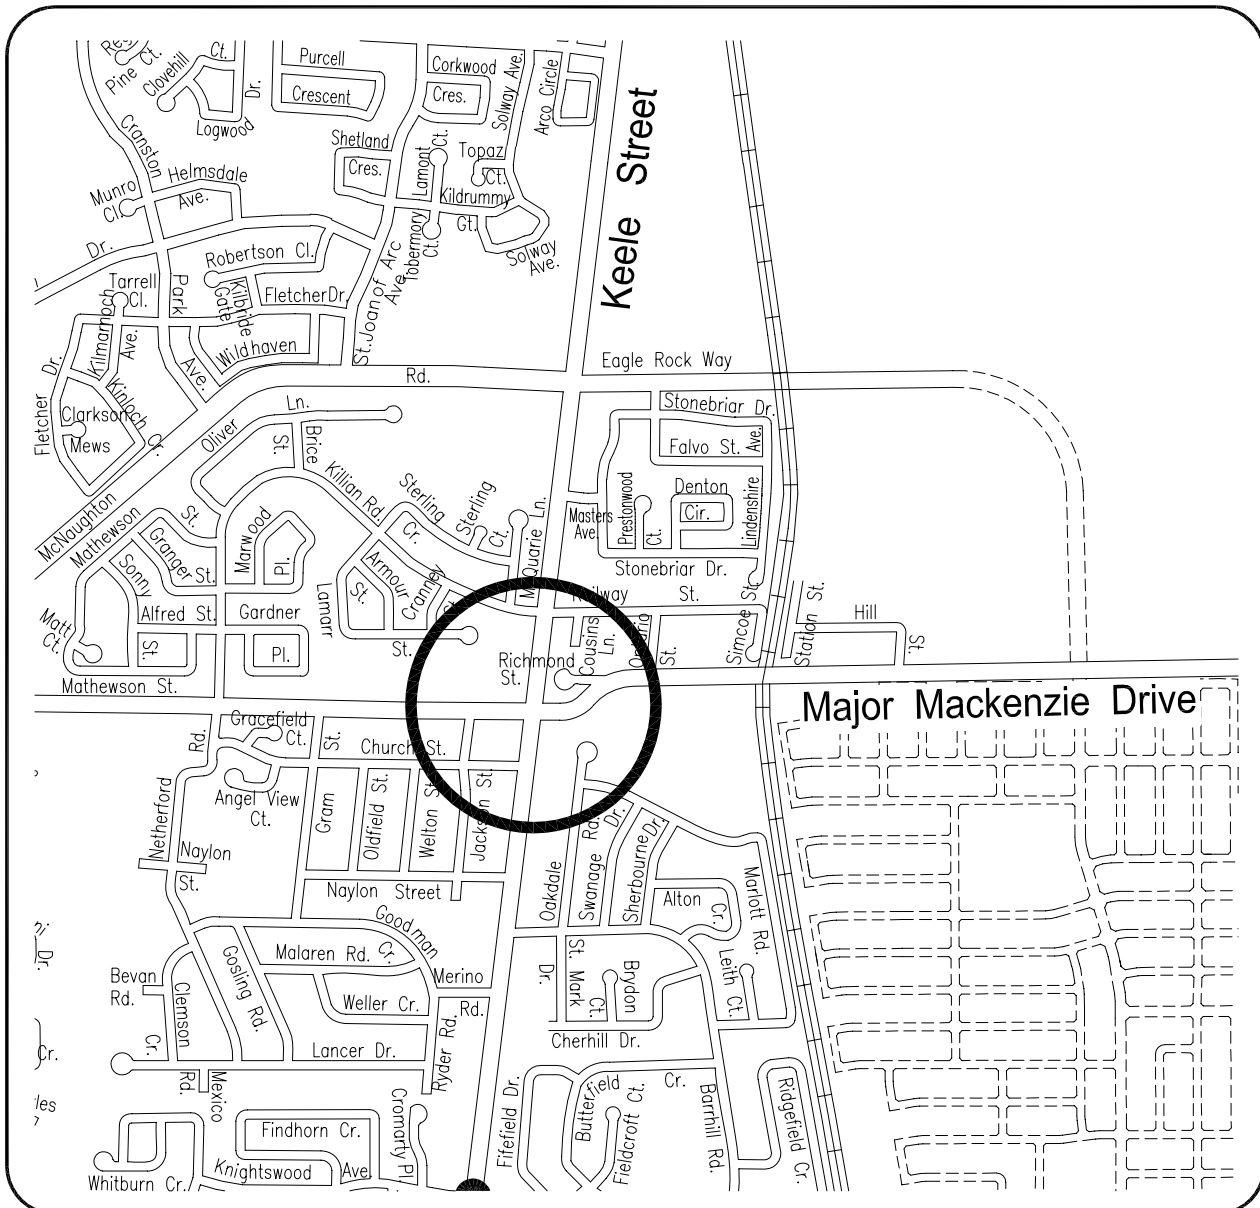 Pine Ct.
Clovehill
Ct.
Logwood
Dr.
Purcell
Crescent
Corkwood
Cres.
Solway Ave.
Arco Circle
Keele Street
Cranston
Shetland
Cres.
Lamont
Ct.
Topaz
Ct.
Kildrummy
Gt.
Solway
Ave.
Tobermory
Ct.
Munro
Cl.
Helmsdale
Ave.
Dr.
Robertson Cl.
Tarrell
Cl.
Park
Ave.
Kilbride
Gate
Fletcher Dr.
St.Joan of Arc
Ave.
Kilmarnoch
Ave.
Wildhaven
Fletcher
Dr.
Kinloch Cr.
Clarkson
Mews
Rd.
Eagle Rock Way
McNaughton
Oliver
Ln.
Brice
St.
Stonebriar Dr.
Falvo St.
Ave.
Lindenshire
Denton
Cir.
Prestonwood
Ct.
Masters
Ave.
Stonebriar Dr.
Killian Rd.
Sterling
Cr.
Sterling
Ct.
McQuarie Ln.
Mathewson
St.
Granger
St.
Sonny
St.
Marwood
Pl.
Alfred St.
Gardner
Pl.
Lamarr
St.
Armour
St.
Cranney
Ct.
Matt
Ct.
Mathewson St.
Railway
St.
Cousins
Ln.
Ontario
St.
Simcoe St.
Station St.
Hill
St.
Richmond
St.
Major Mackenzie Drive
Gracefield
Ct.
Rd.
Netherford
Angel View
Ct.
Church St.
St.
Gram
Oldfield St.
Welton St.
Jackson St.
Naylon
St.
Naylon Street
Oakdale
Rd.
Swanage
Dr.
Sherbourne Dr.
Alton
Cr.
Marlott Rd.
Leith Ct.
Goodman
Cr.
Malaren Rd.
Gosling Rd.
Weller Cr.
Merino
Rd.
Ryder Rd.
Bevan
Rd.
Clemson
Cr.
Lancer Dr.
Rd.
Mexico
Dr.
St. Mark
Ct.
Brydon
Cherhill Dr.
Dr.
Cr.
Cromarty Pl.
Findhorn Cr.
Knightswood
Ave.
Whitburn Cr.
Fifefield Dr.
Butterfield
Cr.
Fieldcroft Ct.
Barrhill Rd.
Ridgefield Cr.